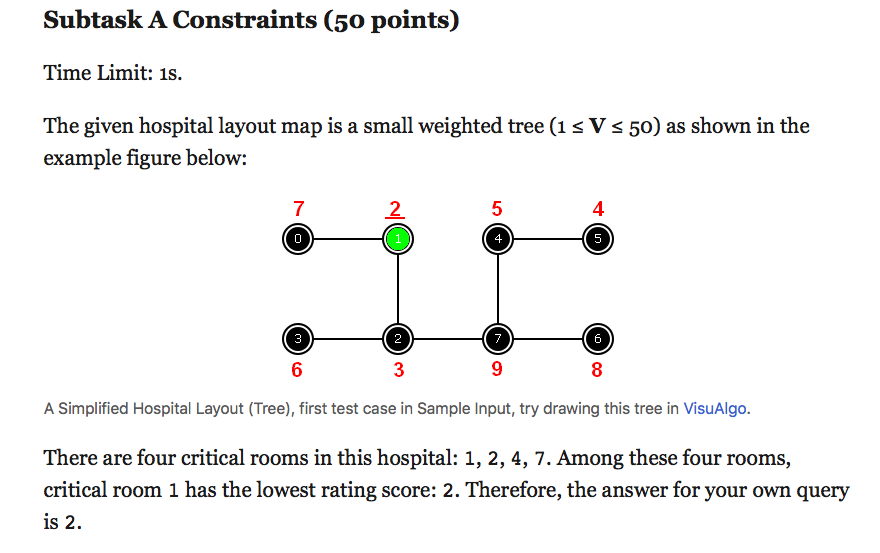 Subtask A Constraints (50 points)
Time Limit: 1s.
The given hospital layout map is a small weighted tree (1 ≤ V ≤ 50) as shown in the
example figure below:
7 2 5 4
0 1 4 5
3 2 7 6
6 3 9 8
A Simplified Hospital Layout (Tree), first test case in Sample Input, try drawing this tree in VisuAlgo.
There are four critical rooms in this hospital: 1, 2, 4, 7. Among these four rooms,
critical room 1 has the lowest rating score: 2. Therefore, the answer for your own query
is 2.